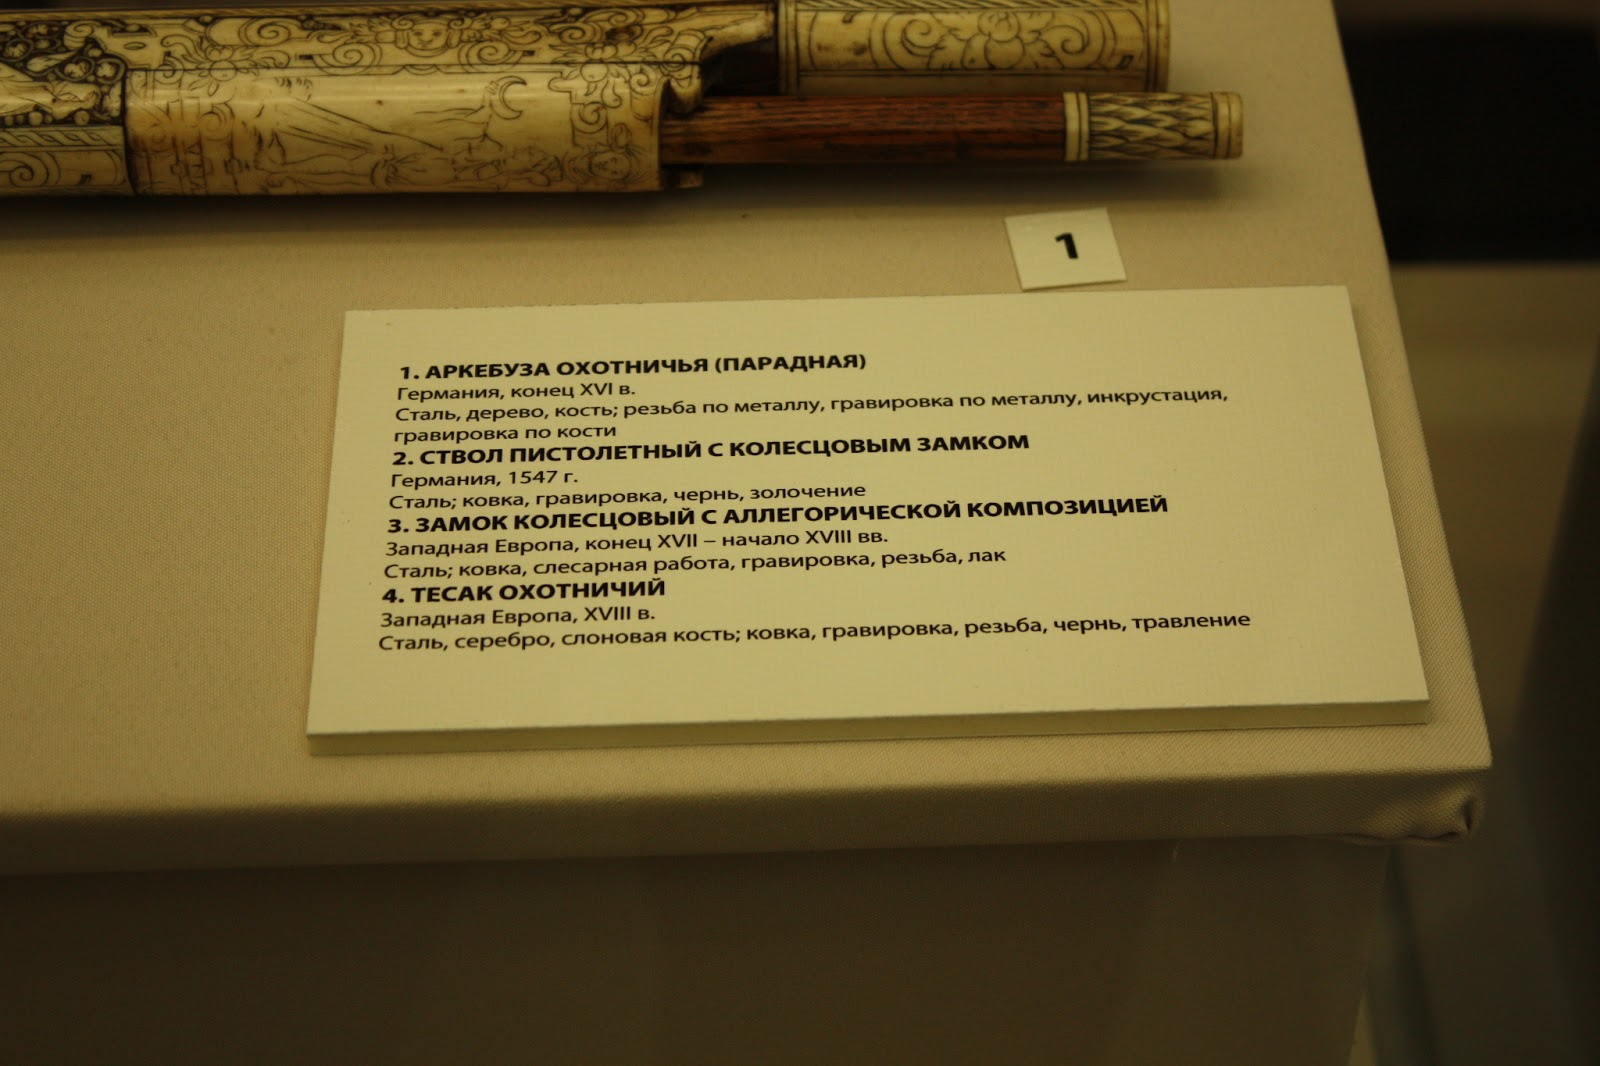 1
1. АРКЕБУЗА ОХОТНИЧЬЯ (ПАРАДНАЯ)
Германия, конец XVI в.
Сталь, дерево, кость; резьба по металлу, гравировка по металлу, инкрустация,
гравировка по кости
2. СТВОЛ ПИСТОЛЕТНЫЙ С КОЛЕСЦОВЫМ ЗАМКОМ
Германия, 1547 г.
Сталь; ковка, гравировка, чернь, золочение
3. ЗАМОК КОЛЕСЦОВЫЙ С АЛЛЕГОРИЧЕСКОЙ КОМПОЗИЦИЕЙ
Западная Европа, конец XVII – начало XVIII вв.
Сталь; ковка, слесарная работа, гравировка, резьба, лак
4. ТЕСАК ОХОТНИЧИЙ
Западная Европа, XVIII в.
Сталь, серебро, слоновая кость; ковка, гравировка, резьба, чернь, травление